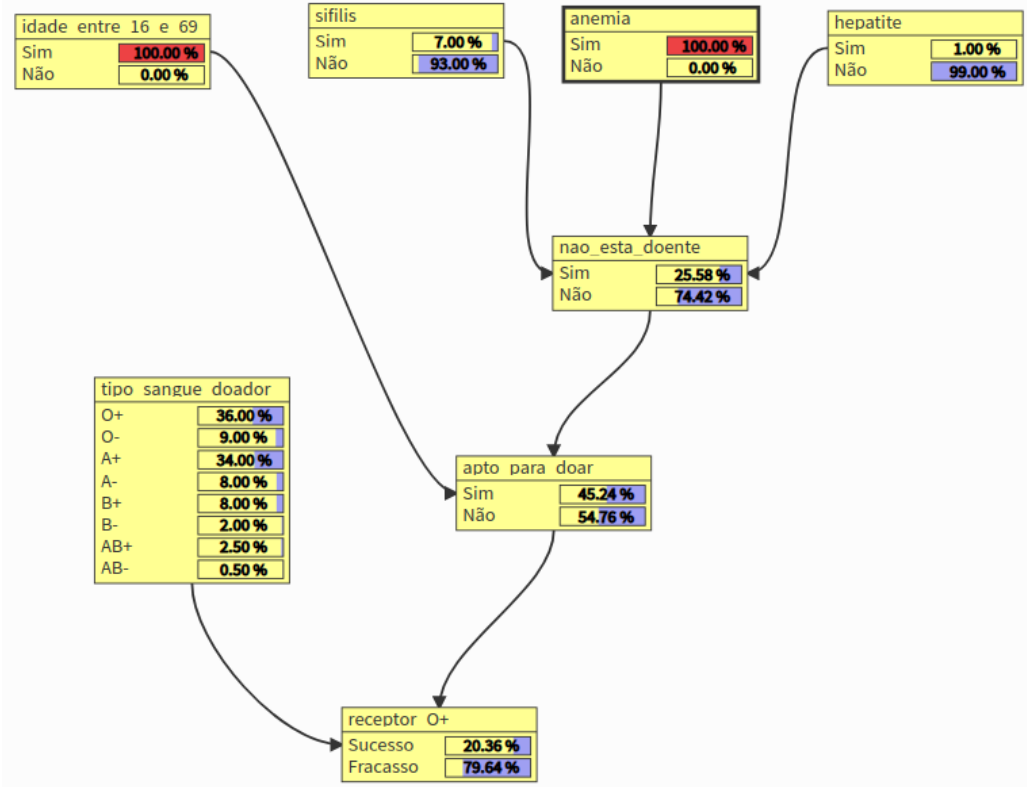 idade entre 16 e 69
Sim 100.00 %
Não 0.00 %
sifilis
Sim 7.00 %
Não 93.00 %
anemia
Sim 100.00 %
Não 0.00 %
hepatite
Sim 1.00 %
Não 99.00 %
nao_esta_doente
Sim 25.58 %
Não 74.42 %
tipo sangue doador
O+ 36.00 %
O- 9.00 %
A+ 34.00 %
A- 8.00 %
B+ 8.00 %
B- 2.00 %
AB+ 2.50 %
AB- 0.50 %
apto para doar
Sim 45.24 %
Não 54.76 %
receptor O+
Sucesso 20.36 %
Fracasso 79.64 %